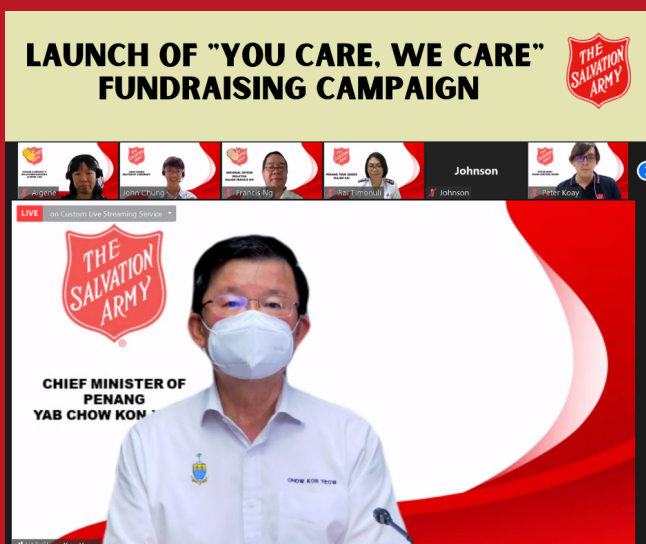 LAUNCH OF "YOU CARE, WE CARE"
FUNDRAISING CAMPAIGN
THE
SALVATION
ARMY
Algene
John Chung
Francis Ng
Rai Timonuli
Johnson
Johnson
Peter Koay
LIVE on Custom Live Streaming Service
THE
SALVATION
ARMY
CHIEF MINISTER OF
PENANG
YAB CHOW KON
CHOW KON YEOW